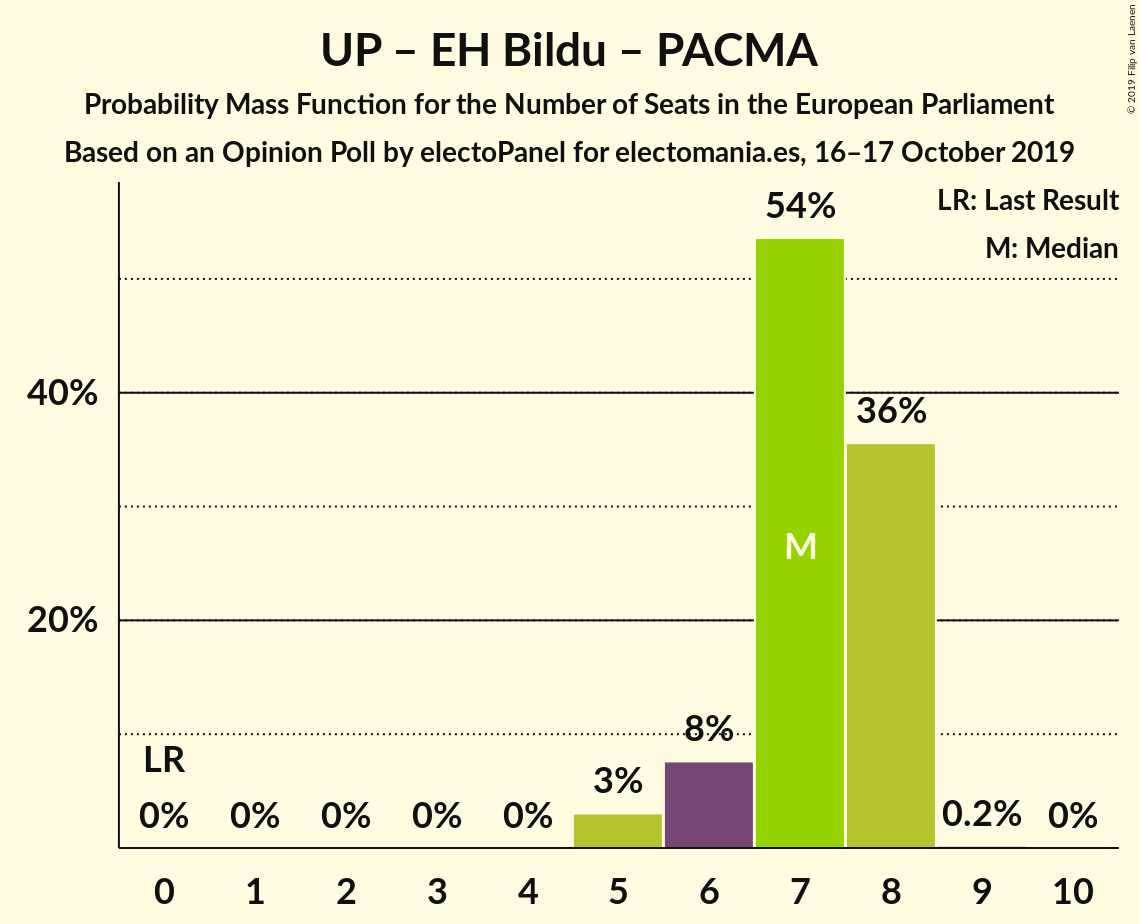 UP – EH Bildu – PACMA
Probability Mass Function for the Number of Seats in the European Parliament
Based on an Opinion Poll by electoPanel for electomania.es, 16–17 October 2019
© 2019 Filip van Laenen
LR: Last Result
M: Median
54%
40%
36%
M
20%
8%
LR
3%
0% 0% 0% 0% 0% 0.2% 0%
0 1 2 3 4 5 6 7 8 9 10